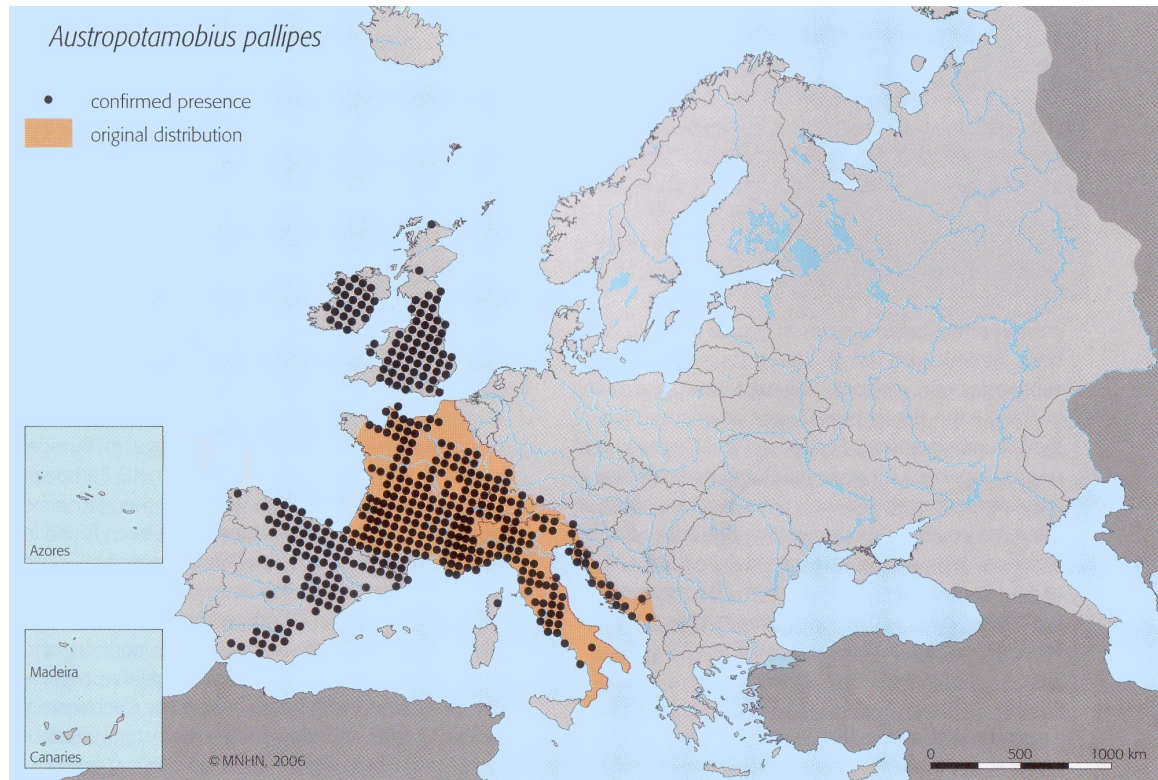 Austropotamobius pallipes
confirmed presence
original distribution
Azores
Madeira
Canaries
©MNHN, 2006
0 500 1000 km